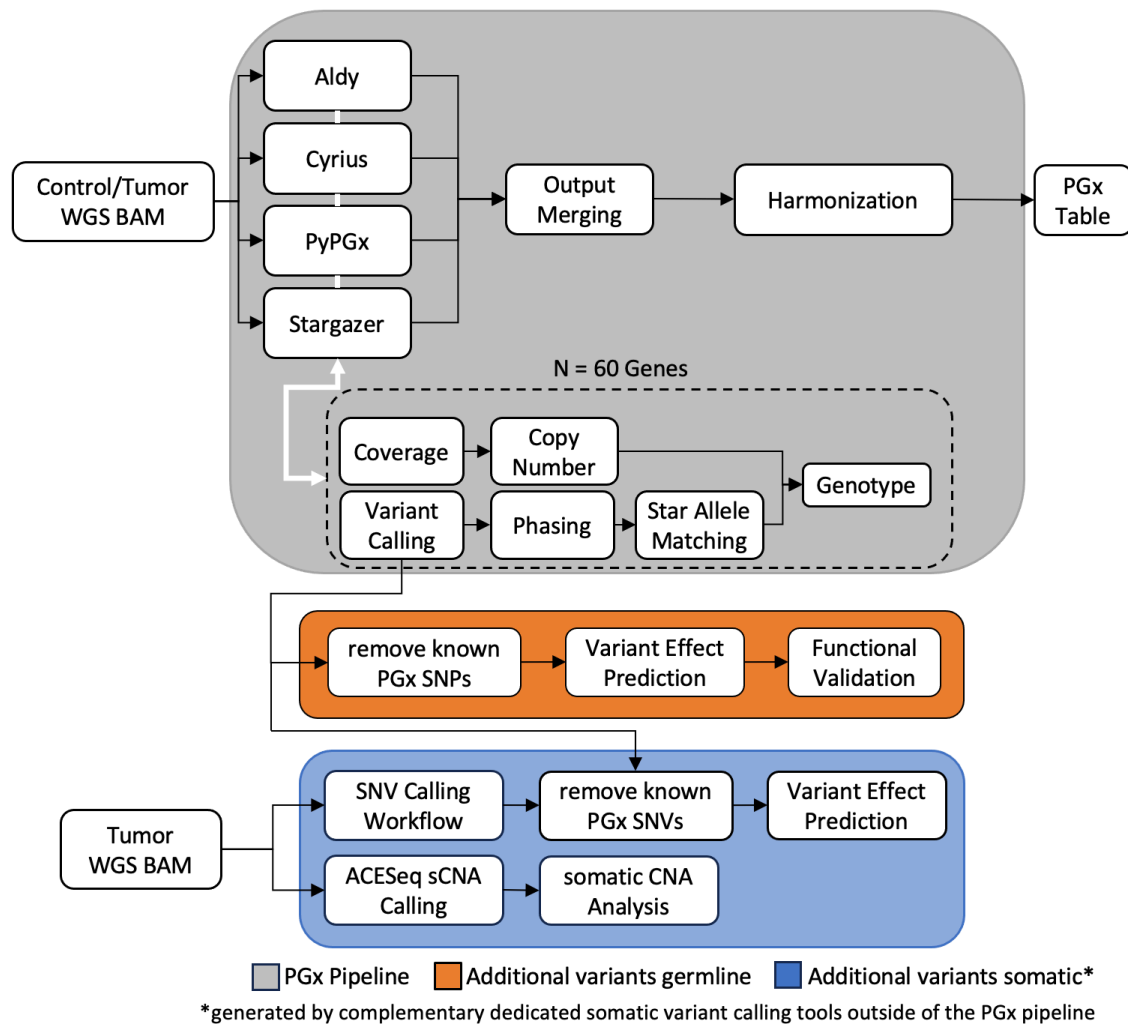 Aldy
Cyrius
PyPGx
Stargazer
Control/Tumor
WGS BAM
Output
Merging
Harmonization
PGx
Table
N = 60 Genes
Coverage
Copy
Number
Genotype
Variant
Calling
Phasing
Star Allele
Matching
remove known
PGx SNPs
Variant Effect
Prediction
Functional
Validation
Tumor
WGS BAM
SNV Calling
Workflow
remove known
PGx SNVs
Variant Effect
Prediction
ACESeq sCNA
Calling
somatic CNA
Analysis
PGx Pipeline
Additional variants germline
Additional variants somatic*
*generated by complementary dedicated somatic variant calling tools outside of the PGx pipeline